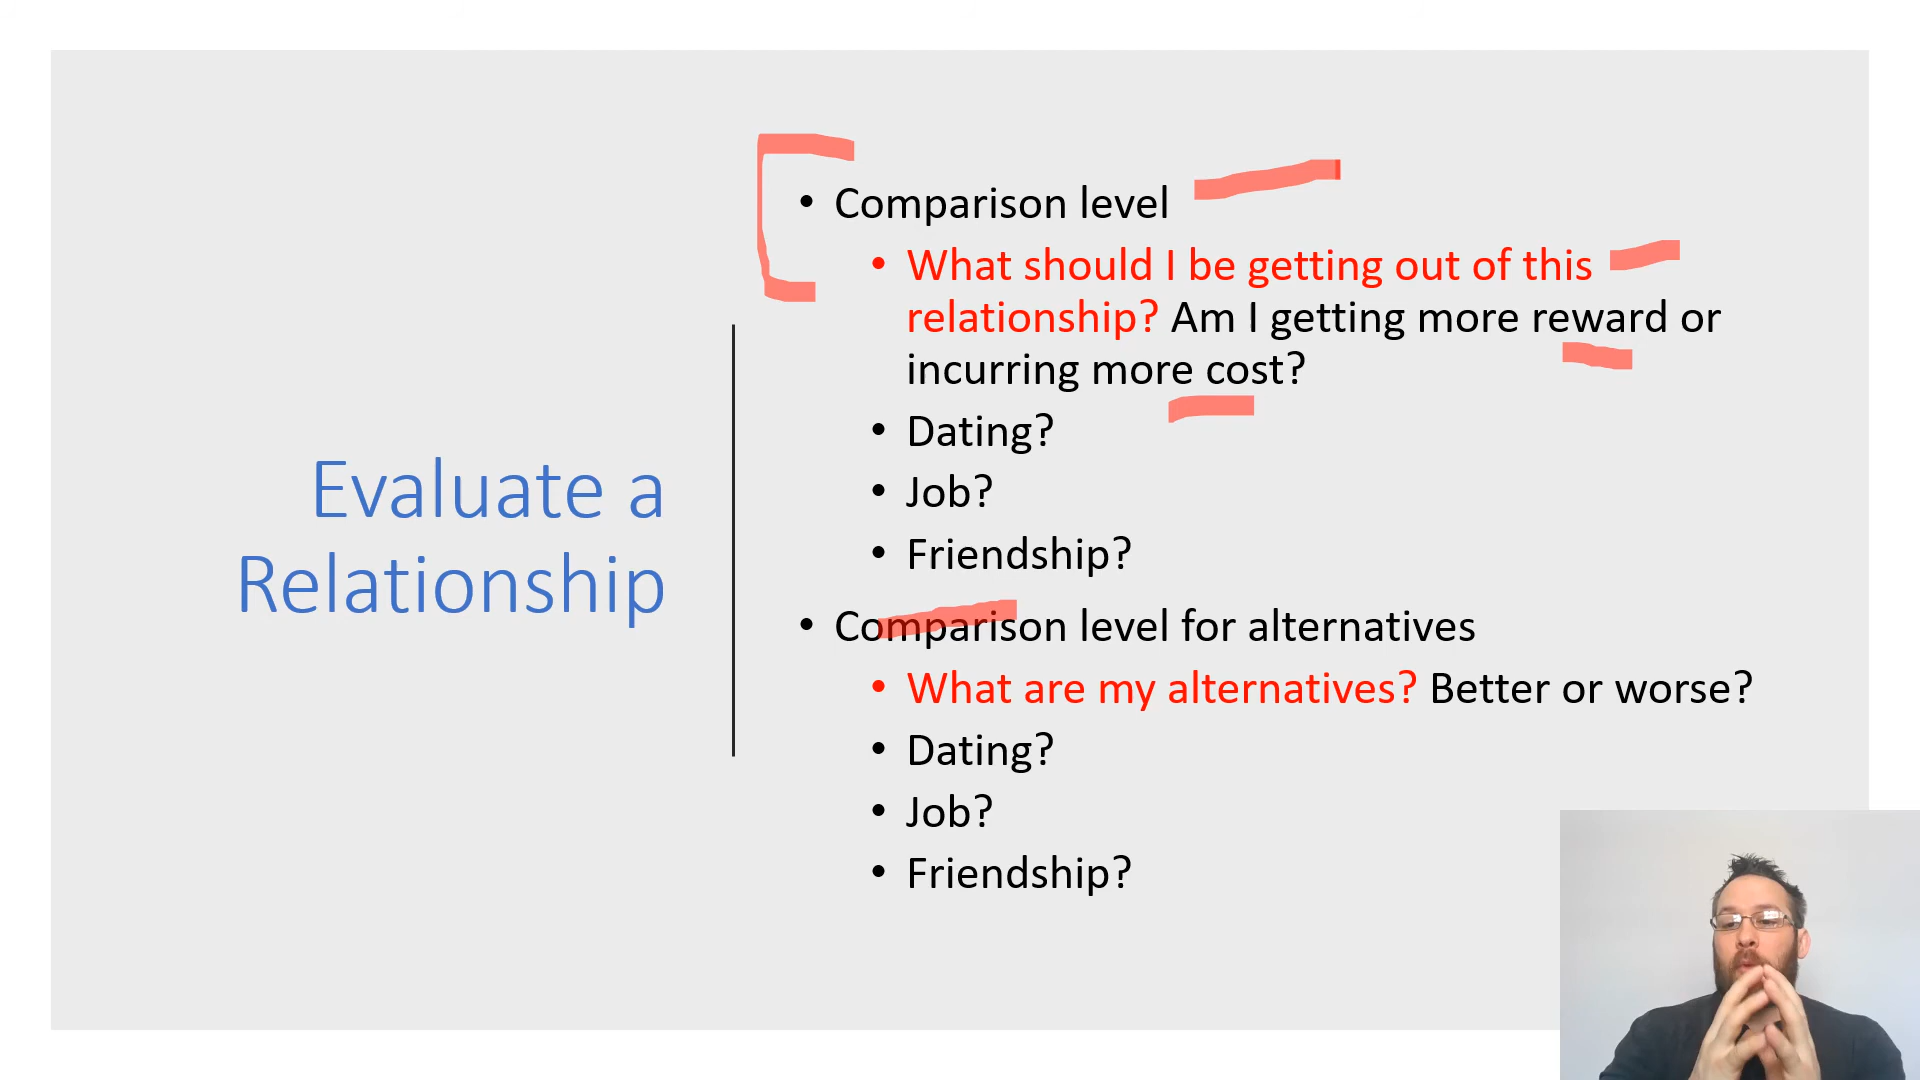 Evaluate a
Relationship
• Comparison level
• What should I be getting out of this
relationship? Am I getting more reward or
incurring more cost?
• Dating?
• Job?
• Friendship?
• Comparison level for alternatives
• What are my alternatives? Better or worse?
• Dating?
• Job?
• Friendship?